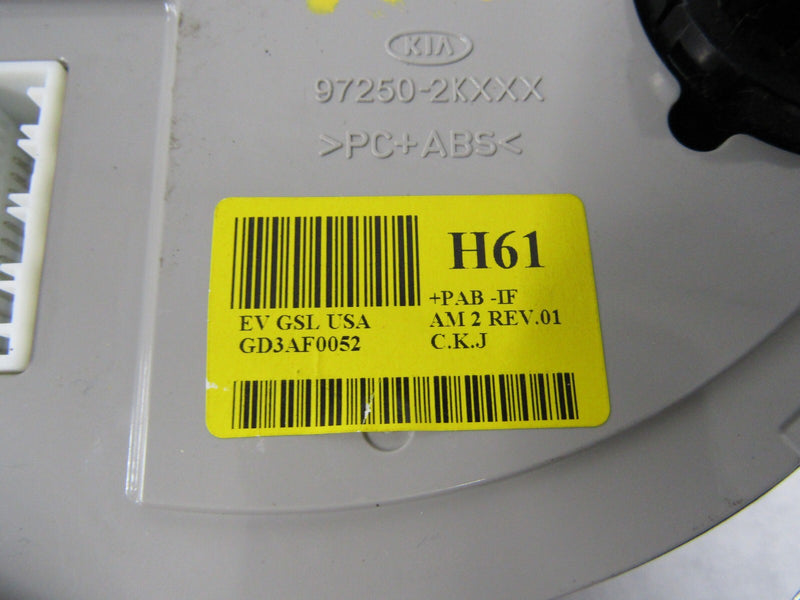 KIA
97250-2KXXX
>PC+ABS<
H61
+PAB -IF
EV GSL USA AM 2 REV.01
GD3AF0052 C.K.J